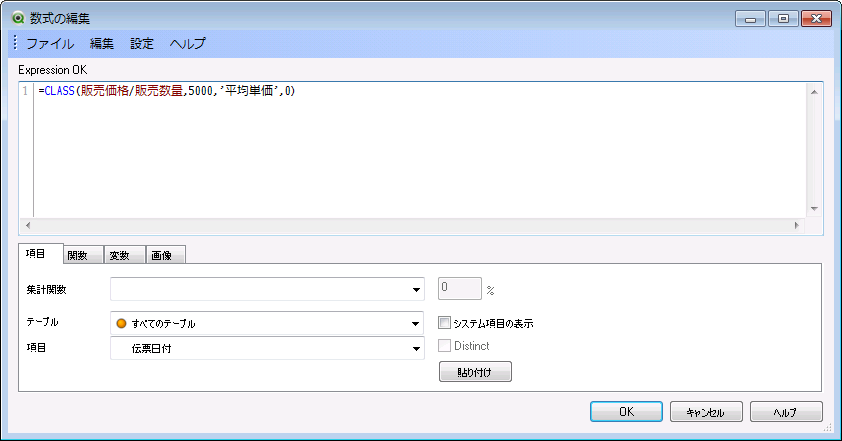 数式の編集
ファイル 編集 設定 ヘルプ
Expression OK
1 =CLASS(販売価格/販売数量,5000,'平均単価',0)
項目 関数 変数 画像
集計関数 0 %
テーブル すべてのテーブル システム項目の表示
項目 伝票日付 Distinct
貼り付け
OK キャンセル ヘルプ